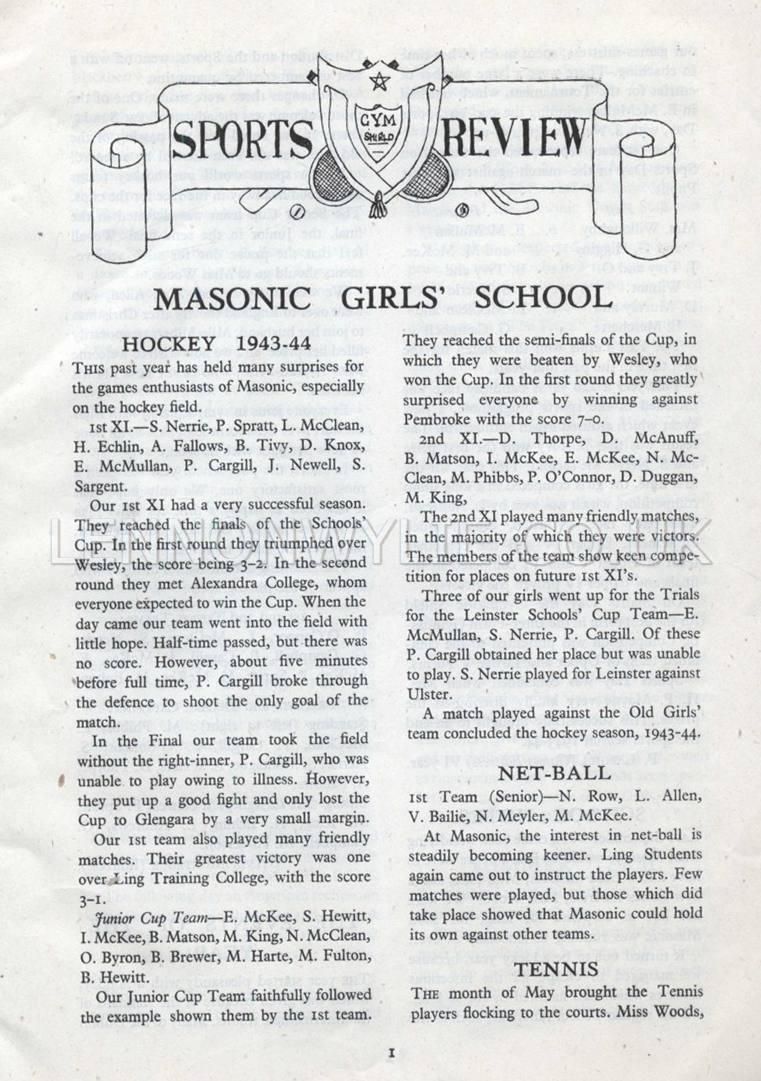 SPORTS REVIEW
GYM
SHIELD
MASONIC GIRLS' SCHOOL
HOCKEY 1943-44
THIS past year has held many surprises for
the games enthusiasts of Masonic, especially
on the hockey field.
1st XI.—S. Nerrie, P. Spratt, L. McClean,
H. Echlin, A. Fallows, B. Tivy, D. Knox,
E. McMullan, P. Cargill, J. Newell, S.
Sargent.
Our 1st XI had a very successful season.
They reached the finals of the Schools'
Cup. In the first round they triumphed over
Wesley, the score being 3-2. In the second
round they met Alexandra College, whom
everyone expected to win the Cup. When the
day came our team went into the field with
little hope. Half-time passed, but there was
no score. However, about five minutes
before full time, P. Cargill broke through
the defence to shoot the only goal of the
match.
In the Final our team took the field
without the right-inner, P. Cargill, who was
unable to play owing to illness. However,
they put up a good fight and only lost the
Cup to Glengara by a very small margin.
Our 1st team also played many friendly
matches. Their greatest victory was one
over Ling Training College, with the score
3-1.
Junior Cup Team—E. McKee, S. Hewitt,
I. McKee, B. Matson, M. King, N. McClean,
O. Byron, B. Brewer, M. Harte, M. Fulton,
B. Hewitt.
Our Junior Cup Team faithfully followed
the example shown them by the 1st team.
They reached the semi-finals of the Cup, in
which they were beaten by Wesley, who
won the Cup. In the first round they greatly
surprised everyone by winning against
Pembroke with the score 7-0.
2nd XI.—D. Thorpe, D. McAnuff,
B. Matson, I. McKee, E. McKee, N. Mc-
Clean, M. Phibbs, P. O'Connor, D. Duggan,
M. King,
The 2nd XI played many friendly matches,
in the majority of which they were victors.
The members of the team show keen compe-
tition for places on future 1st XI's.
Three of our girls went up for the Trials
for the Leinster Schools' Cup Team—E.
McMullan, S. Nerrie, P. Cargill. Of these
P. Cargill obtained her place but was unable
to play. S. Nerrie played for Leinster against
Ulster.
A match played against the Old Girls'
team concluded the hockey season, 1943-44.
NET-BALL
1st Team (Senior)—N. Row, L. Allen,
V. Bailie, N. Meyler, M. McKee.
At Masonic, the interest in net-ball is
steadily becoming keener. Ling Students
again came out to instruct the players. Few
matches were played, but those which did
take place showed that Masonic could hold
its own against other teams.
TENNIS
THE month of May brought the Tennis
players flocking to the courts. Miss Woods,
1
LENNONWYLIE.CO.UK